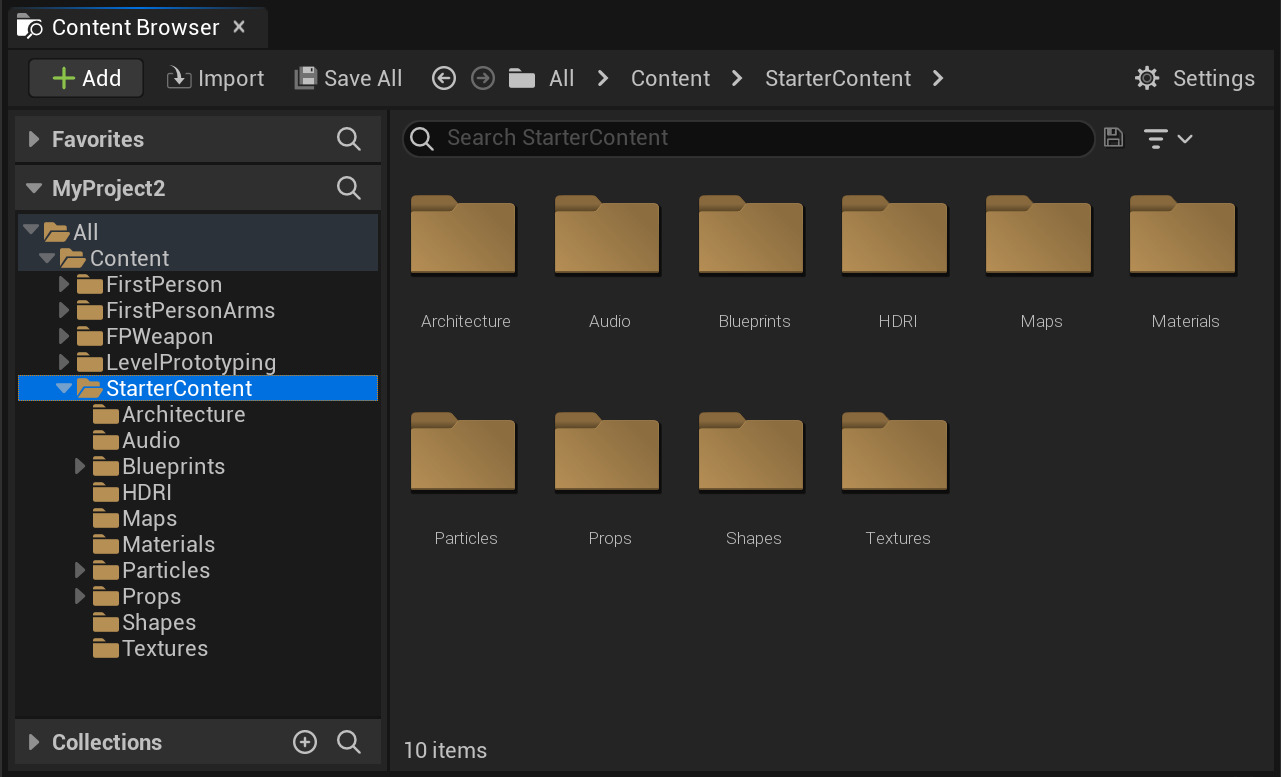 Content Browser
Add Import Save All All Content StarterContent Settings
Favorites
MyProject2
All
Content
FirstPerson
FirstPersonArms
FPWeapon
LevelPrototyping
StarterContent
Architecture
Audio
Blueprints
HDRI
Maps
Materials
Particles
Props
Shapes
Textures
Collections
Search StarterContent
Architecture Audio Blueprints HDRI Maps Materials
Particles Props Shapes Textures
10 items